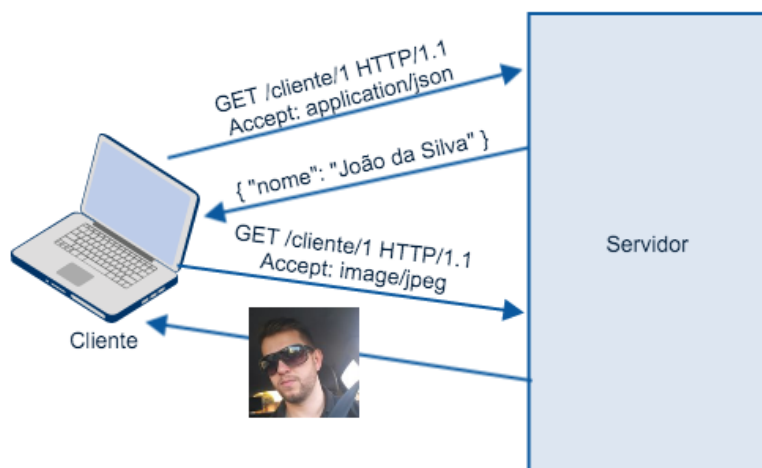 GET /cliente/1 HTTP/1.1
Accept: application/json
{ "nome": "João da Silva" }
GET /cliente/1 HTTP/1.1
Accept: image/jpeg
Servidor
Cliente